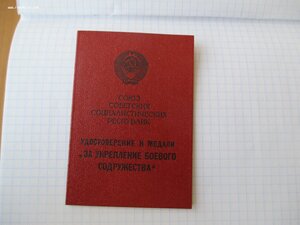 СОЮЗ
СОВЕТСКИХ
СОЦИАЛИСТИЧЕСКИХ
РЕСПУБЛИК
УДОСТОВЕРЕНИЕ К МЕДАЛИ
„ЗА УКРЕПЛЕНИЕ БОЕВОГО
СОДРУЖЕСТВА“